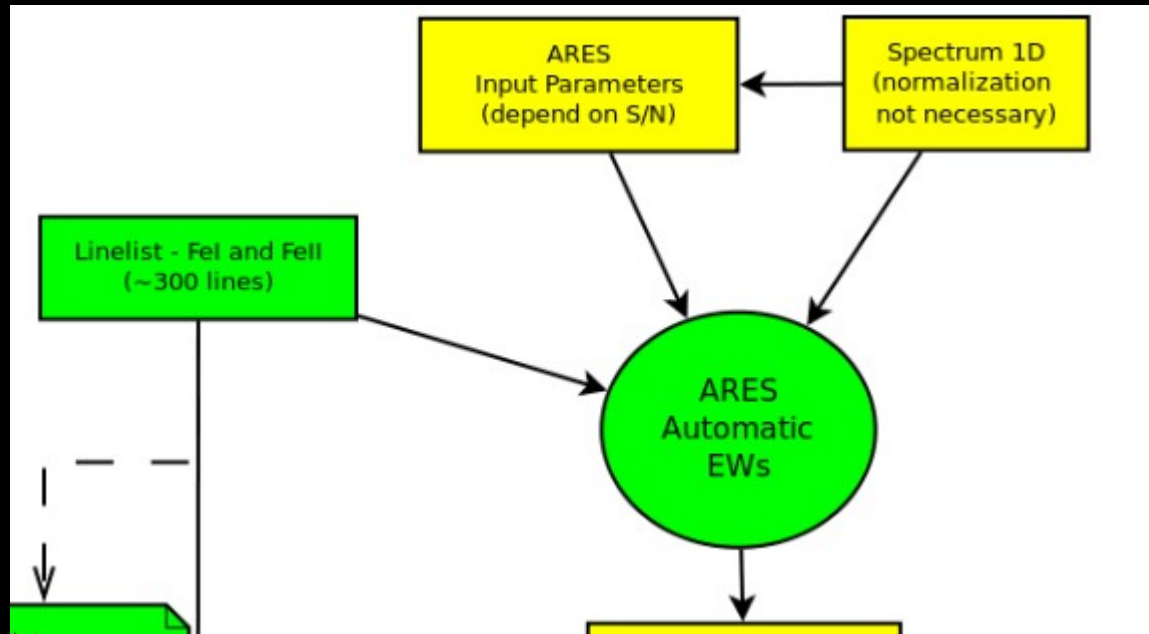 ARES
Input Parameters
(depend on S/N)
Spectrum 1D
(normalization
not necessary)
Linelist - FeI and FeII
(~300 lines)
ARES
Automatic
EWs